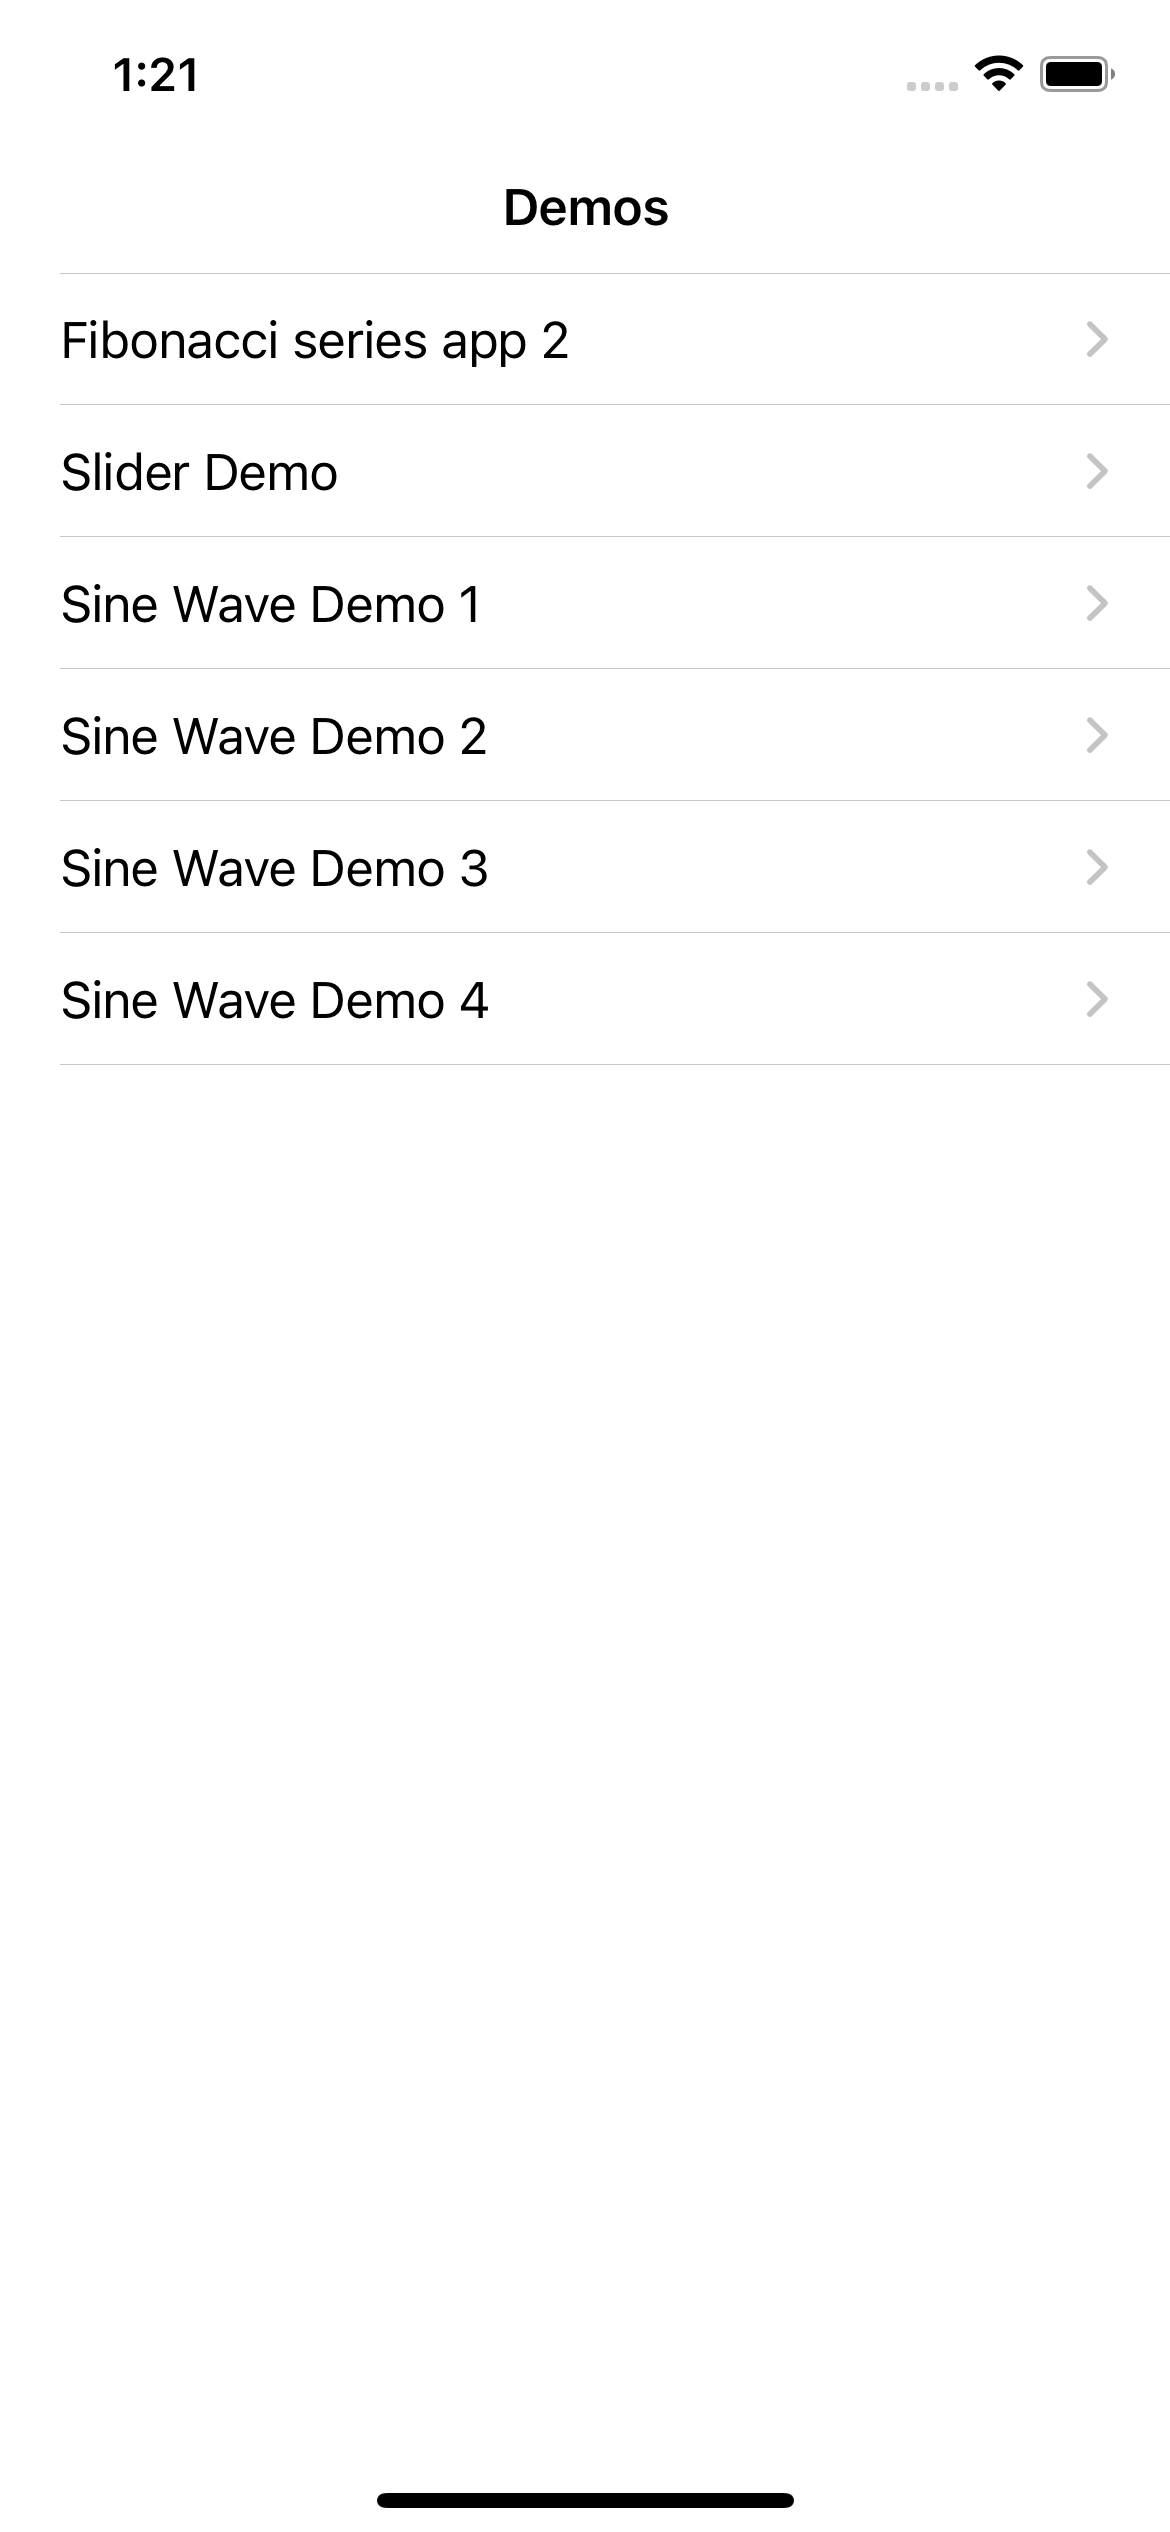 1:21
Demos
Fibonacci series app 2
Slider Demo
Sine Wave Demo 1
Sine Wave Demo 2
Sine Wave Demo 3
Sine Wave Demo 4